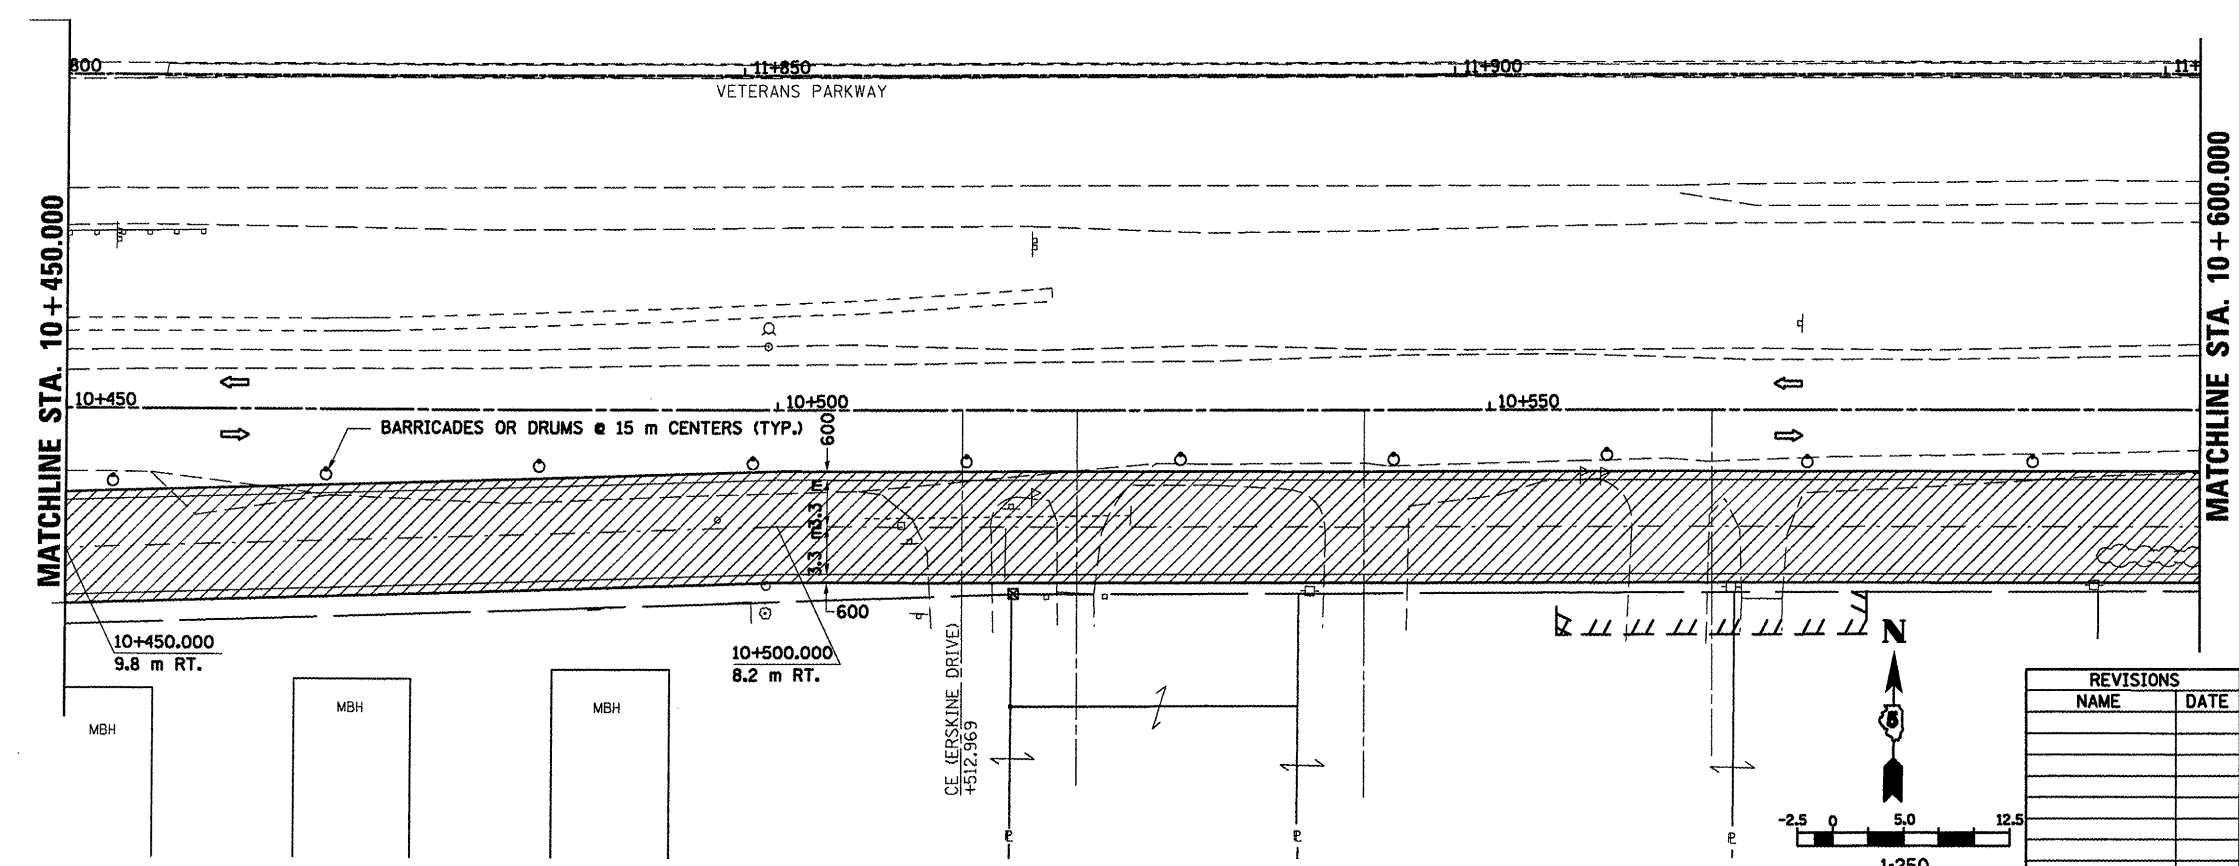 800
11+850
11+900
11+
VETERANS PARKWAY
MATCHLINE STA. 10+450.000
MATCHLINE STA. 10+600.000
10+450
10+500
10+550
BARRICADES OR DRUMS @ 15 m CENTERS (TYP.)
600
3.3 m
3.3 m
600
10+450.000
9.8 m RT.
10+500.000
8.2 m RT.
CE (ERSKINE DRIVE)
+512.969
MBH
MBH
MBH
N
5
REVISIONS
NAME
DATE
-2.5
0
5.0
12.5
1:250